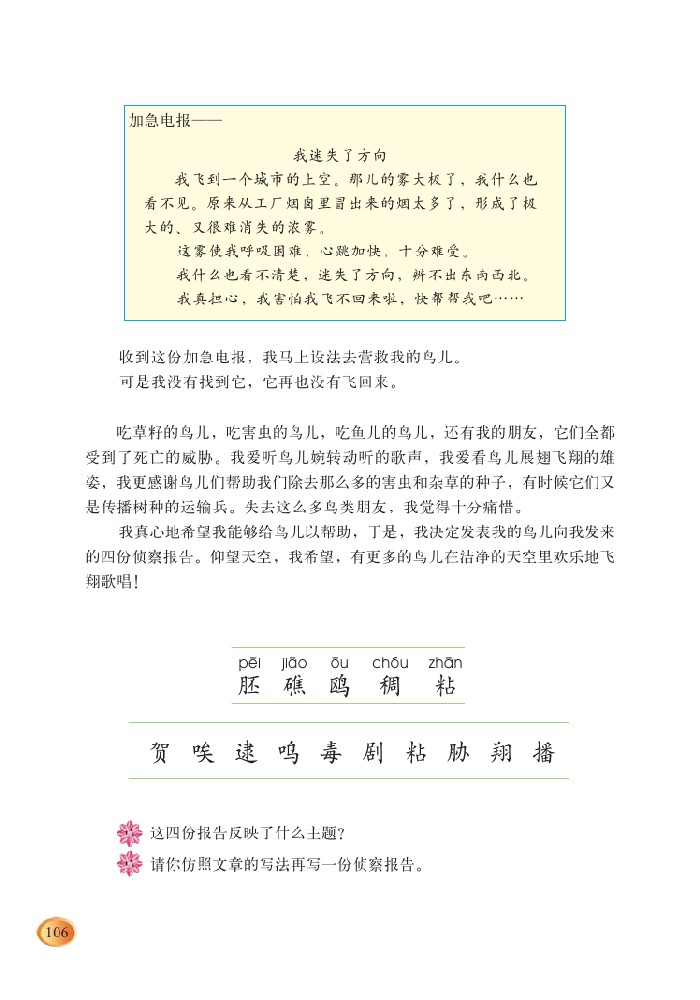 加急电报——
我迷失了方向
我飞到一个城市的上空。那儿的雾大极了，我什么也
看不见。原来从工厂烟囱里冒出来的烟太多了，形成了极
大的、又很难消失的浓雾。
这雾使我呼吸困难，心跳加快，十分难受。
我什么也看不清楚，迷失了方向，辨不出东南西北。
我真担心，我害怕我飞不回来啦，快帮帮我吧……
收到这份加急电报，我马上设法去营救我的鸟儿。
可是我没有找到它，它再也没有飞回来。
吃草籽的鸟儿，吃害虫的鸟儿，吃鱼儿的鸟儿，还有我的朋友，它们全都
受到了死亡的威胁。我爱听鸟儿婉转动听的歌声，我爱看鸟儿展翅飞翔的雄
姿，我更感谢鸟儿们帮助我们除去那么多的害虫和杂草的种子，有时候它们又
是传播树种的运输兵。失去这么多鸟类朋友，我觉得十分痛惜。
我真心地希望我能够给鸟儿以帮助，于是，我决定发表我的鸟儿向我发来
的四份侦察报告。仰望天空，我希望，有更多的鸟儿在洁净的天空里欢乐地飞
翔歌唱！
pēi jiāo ōu chóu zhān
胚 礁 鸥 稠 粘
贺 唉 逮 呜 毒 剧 粘 胁 翔 播
这四份报告反映了什么主题？
请你仿照文章的写法再写一份侦察报告。
106